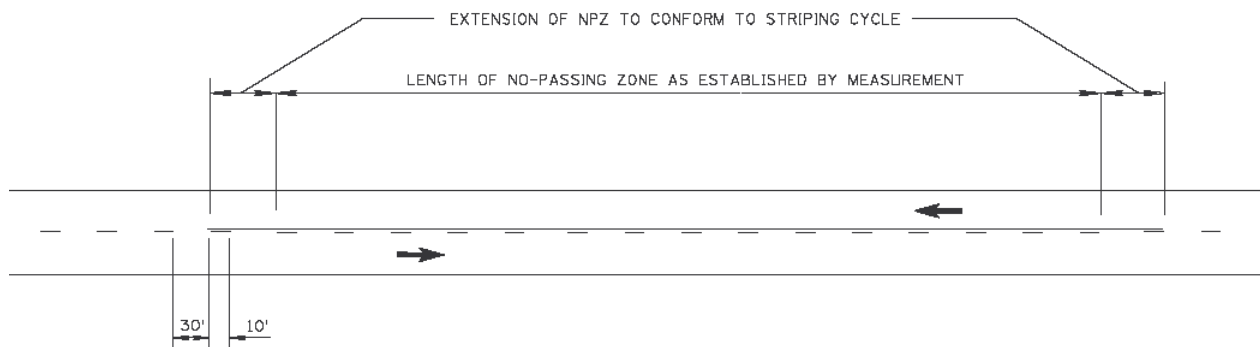 EXTENSION OF NPZ TO CONFORM TO STRIPING CYCLE
LENGTH OF NO-PASSING ZONE AS ESTABLISHED BY MEASUREMENT
30' 10'